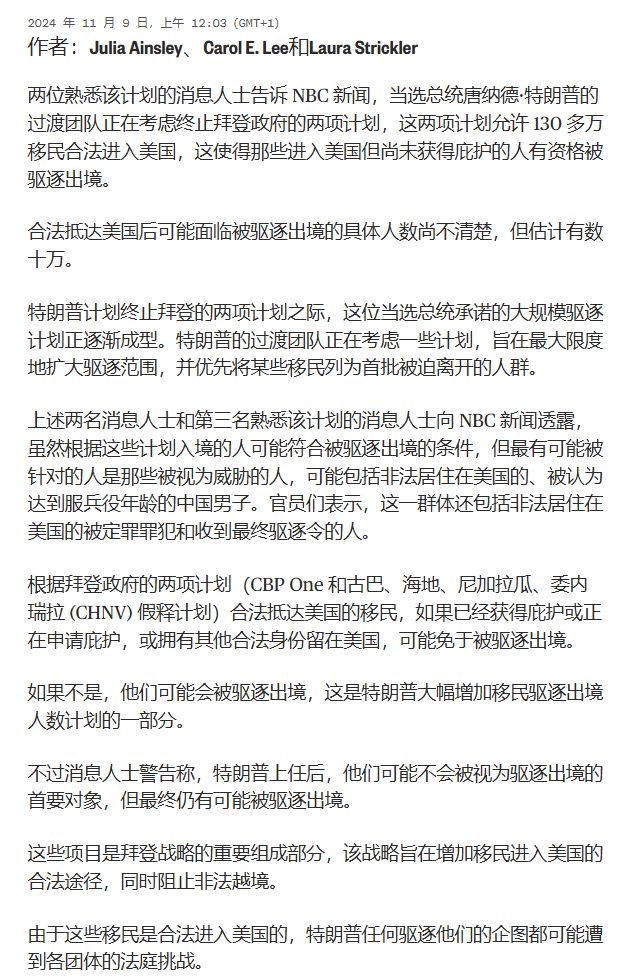 2024 年 11 月 9 日，上午 12:03 (GMT+1)
作者： Julia Ainsley、 Carol E. Lee和Laura Strickler
两位熟悉该计划的消息人士告诉 NBC 新闻，当选总统唐纳德·特朗普的
过渡团队正在考虑终止拜登政府的两项计划，这两项计划允许 130 多万
移民合法进入美国，这使得那些进入美国但尚未获得庇护的人有资格被
驱逐出境。
合法抵达美国后可能面临被驱逐出境的具体人数尚不清楚，但估计有数
十万。
特朗普计划终止拜登的两项计划之际，这位当选总统承诺的大规模驱逐
计划正逐渐成型。特朗普的过渡团队正在考虑一些计划，旨在最大限度
地扩大驱逐范围，并优先将某些移民列为首批被迫离开的人群。
上述两名消息人士和第三名熟悉该计划的消息人士向 NBC 新闻透露，
虽然根据这些计划入境的人可能符合被驱逐出境的条件，但最有可能被
针对的人是那些被视为威胁的人，可能包括非法居住在美国的、被认为
达到服兵役年龄的中国男子。官员们表示，这一群体还包括非法居住在
美国的被定罪罪犯和收到最终驱逐令的人。
根据拜登政府的两项计划（CBP One 和古巴、海地、尼加拉瓜、委内
瑞拉 (CHNV) 假释计划）合法抵达美国的移民，如果已经获得庇护或正
在申请庇护，或拥有其他合法身份留在美国，可能免于被驱逐出境。
如果不是，他们可能会被驱逐出境，这是特朗普大幅增加移民驱逐出境
人数计划的一部分。
不过消息人士警告称，特朗普上任后，他们可能不会被视为驱逐出境的
首要对象，但最终仍有可能被驱逐出境。
这些项目是拜登战略的重要组成部分，该战略旨在增加移民进入美国的
合法途径，同时阻止非法越境。
由于这些移民是合法进入美国的，特朗普任何驱逐他们的企图都可能遭
到各团体的法庭挑战。